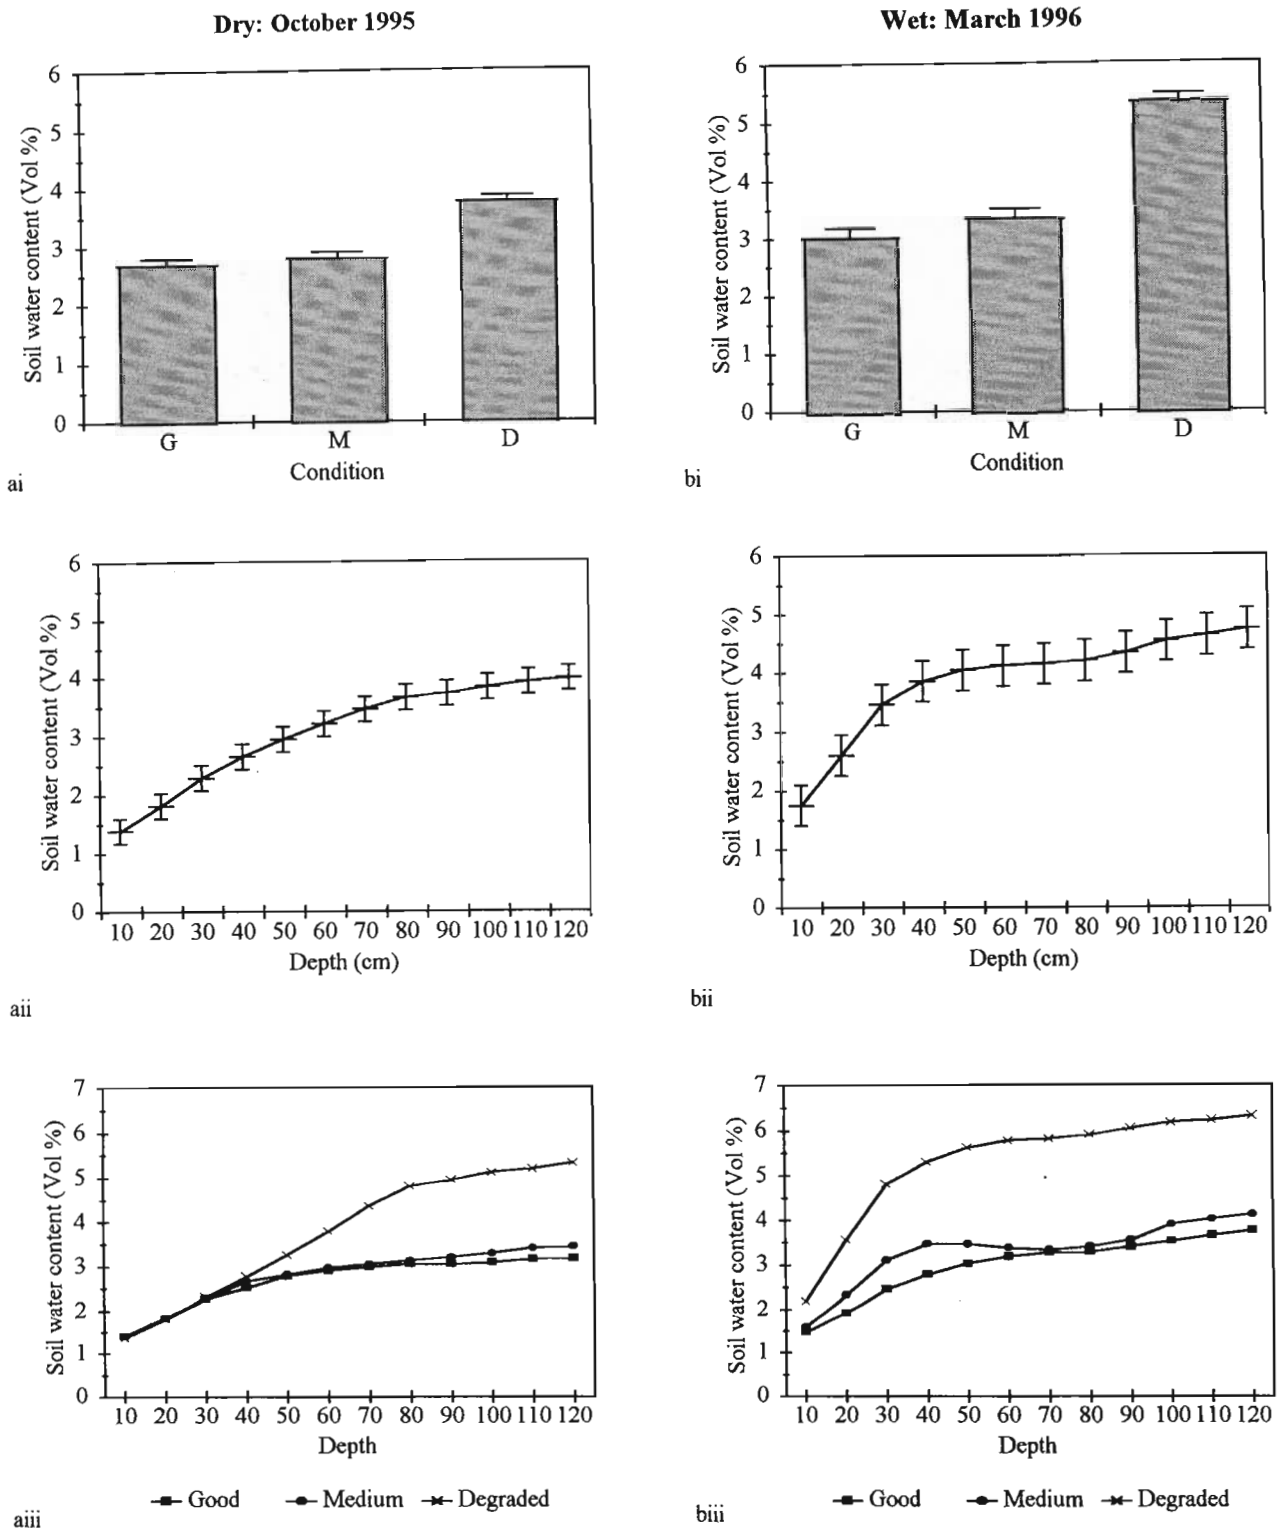 Dry: October 1995
Wet: March 1996
6
5
4
3
2
1
0
Soil water content (Vol %)
G M D
Condition
ai
6
5
4
3
2
1
0
Soil water content (Vol %)
G M D
Condition
bi
6
5
4
3
2
1
0
Soil water content (Vol %)
10 20 30 40 50 60 70 80 90 100 110 120
Depth (cm)
aii
6
5
4
3
2
1
0
Soil water content (Vol %)
10 20 30 40 50 60 70 80 90 100 110 120
Depth (cm)
bii
7
6
5
4
3
2
1
0
Soil water content (Vol %)
10 20 30 40 50 60 70 80 90 100 110 120
Depth
Good Medium Degraded
aiii
7
6
5
4
3
2
1
0
Soil water content (Vol %)
10 20 30 40 50 60 70 80 90 100 110 120
Depth
Good Medium Degraded
biii